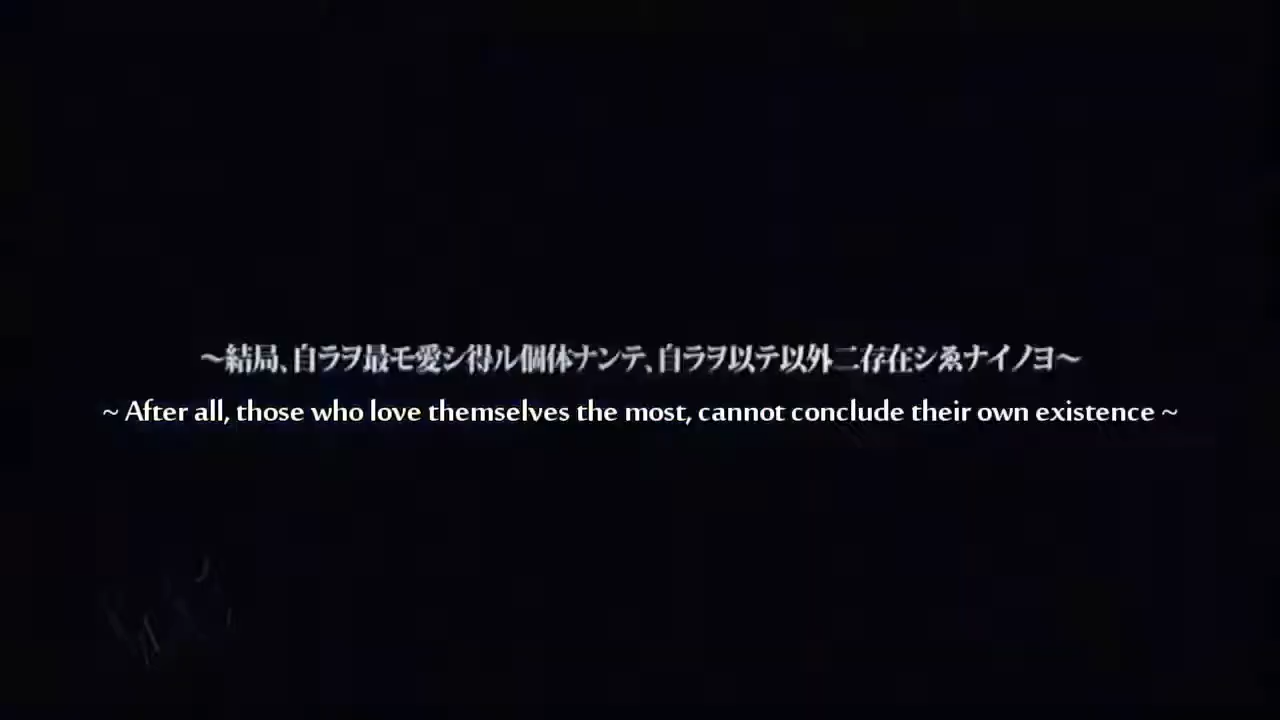 ～結局、自ラヲ最モ愛シ得ル個体ナンテ、自ラヲ以テ以外ニ存在シゑナイノヨ～
~ After all, those who love themselves the most, cannot conclude their own existence ~